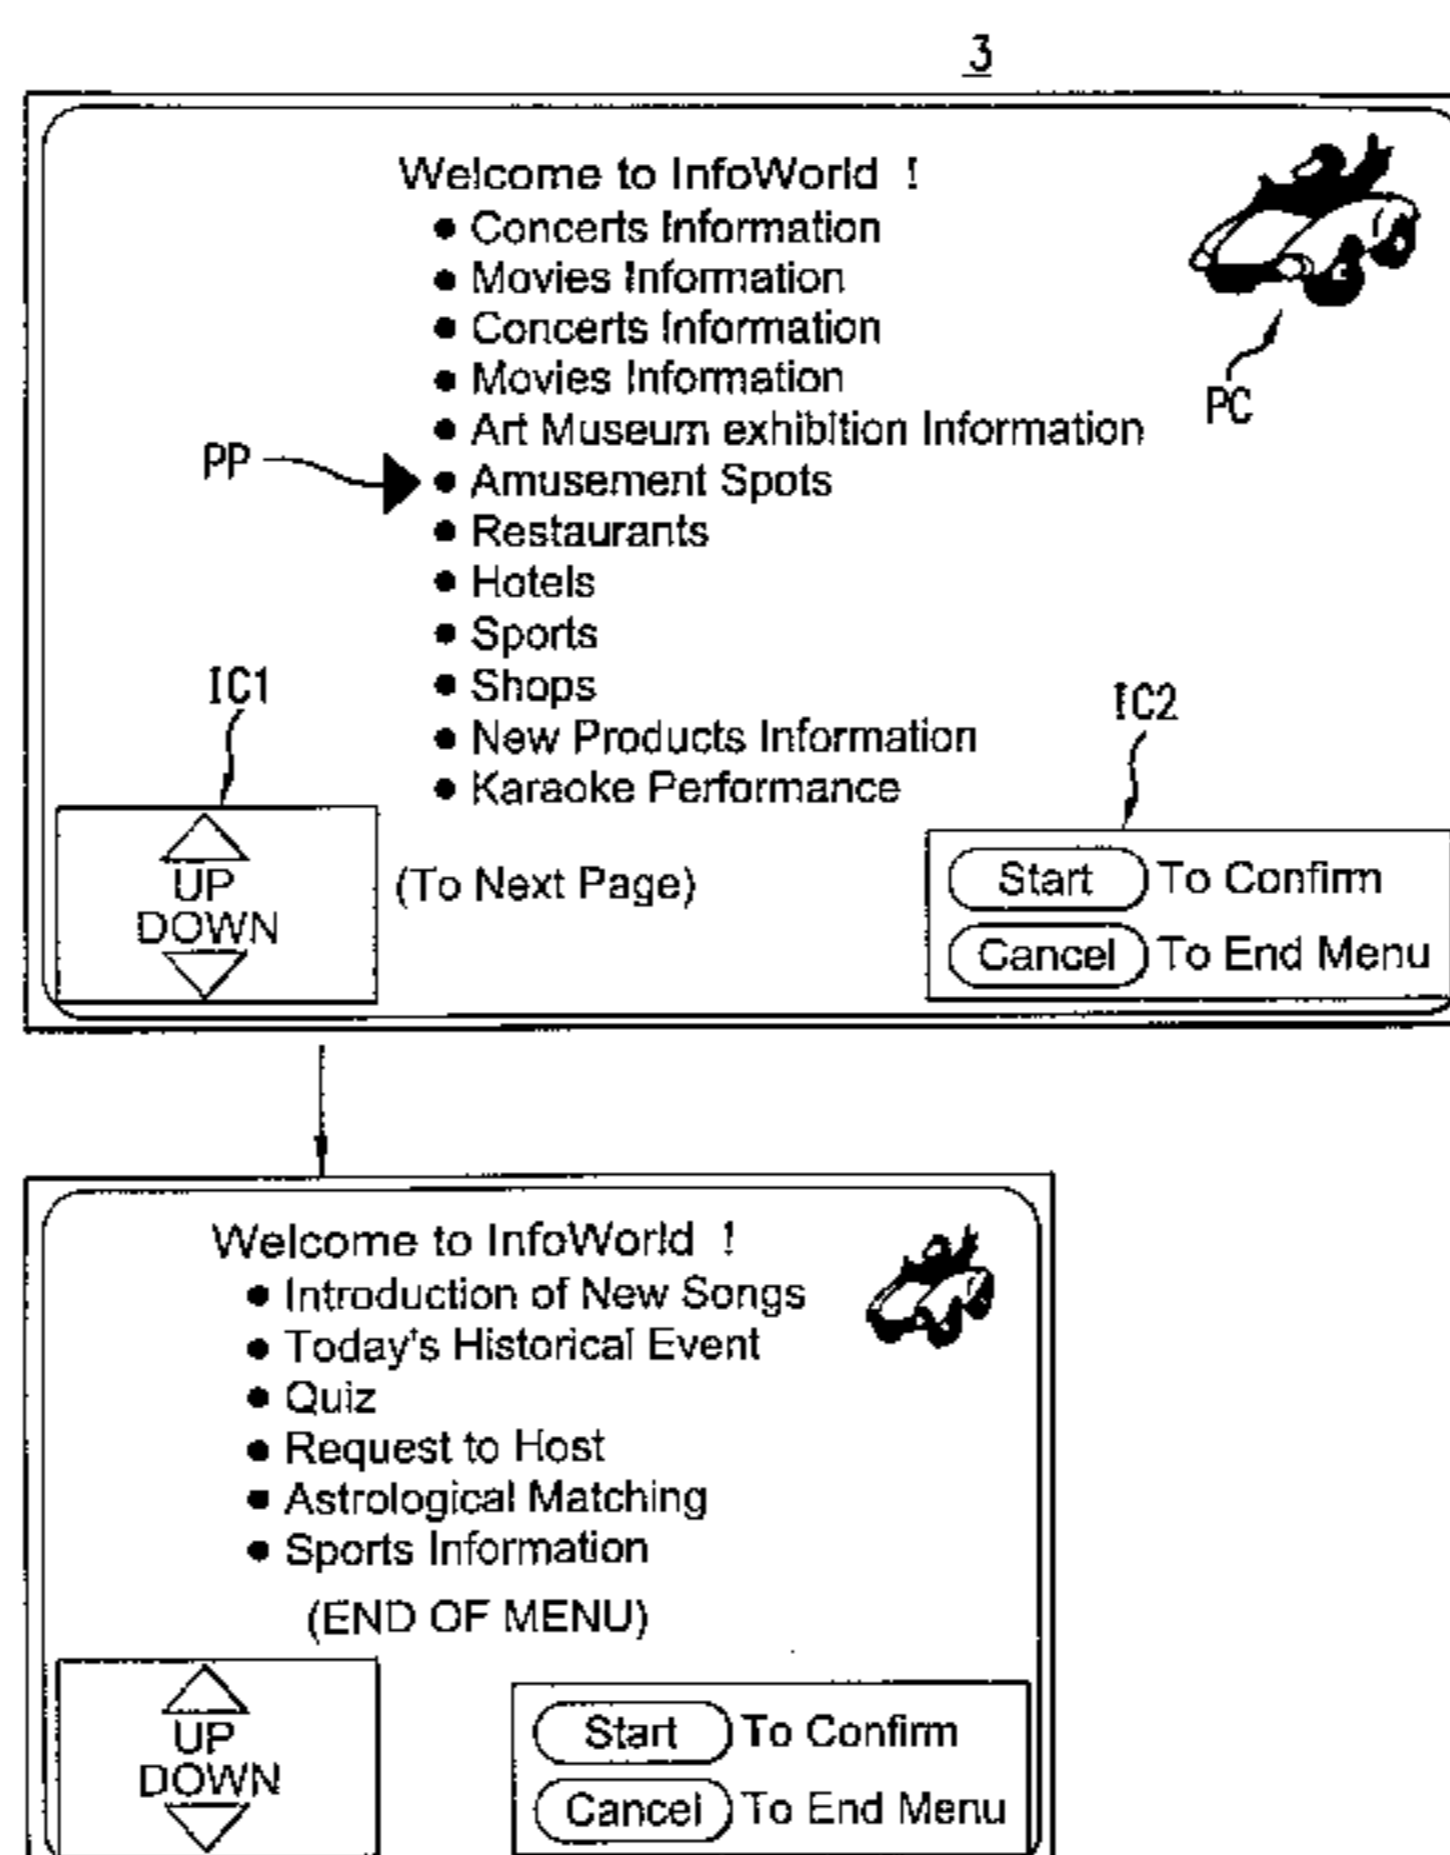 3
Welcome to InfoWorld !
● Concerts Information
● Movies Information
● Concerts Information
● Movies Information
PC
● Art Museum exhibition Information
PP
● Amusement Spots
● Restaurants
● Hotels
● Sports
● Shops
IC1
IC2
● New Products Information
● Karaoke Performance
UP
DOWN
(To Next Page)
Start To Confirm
Cancel To End Menu
Welcome to InfoWorld !
● Introduction of New Songs
● Today's Historical Event
● Quiz
● Request to Host
● Astrological Matching
● Sports Information
(END OF MENU)
UP
DOWN
Start To Confirm
Cancel To End Menu